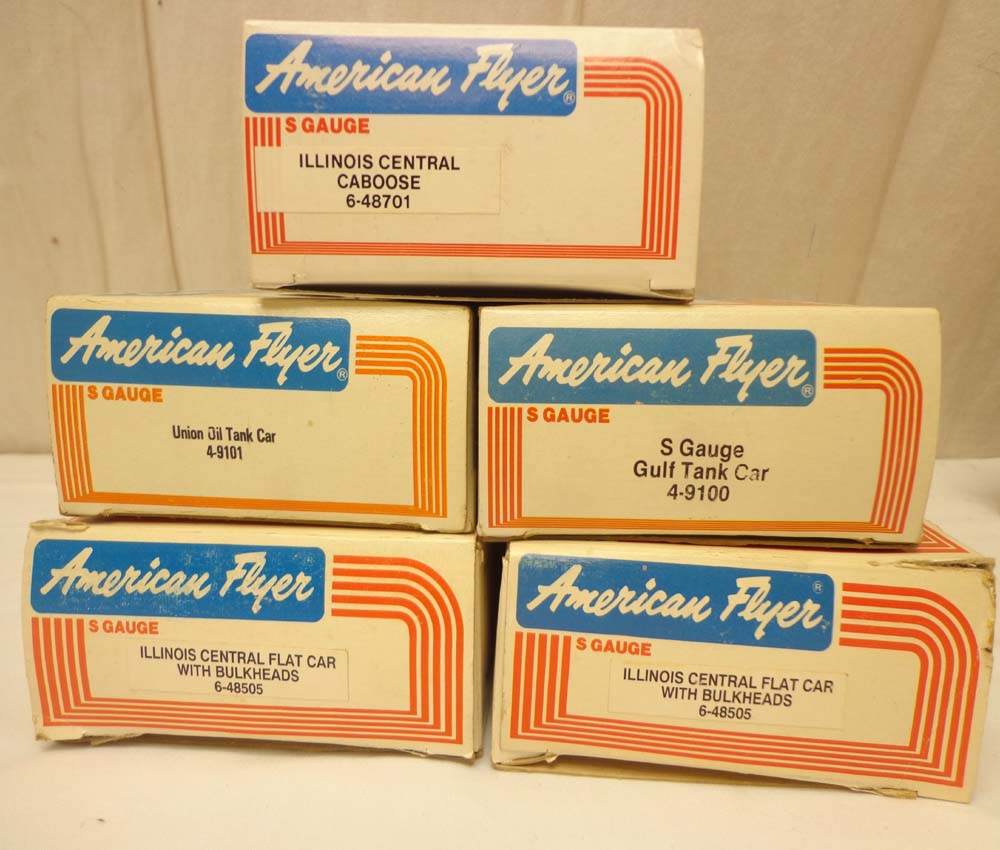 American Flyer®
S GAUGE
ILLINOIS CENTRAL
CABOOSE
6-48701
American Flyer®
S GAUGE
Union Oil Tank Car
4-9101
American Flyer®
S GAUGE
S Gauge
Gulf Tank Car
4-9100
American Flyer
S GAUGE
ILLINOIS CENTRAL FLAT CAR
WITH BULKHEADS
6-48505
American Flyer®
S GAUGE
ILLINOIS CENTRAL FLAT CAR
WITH BULKHEADS
6-48505